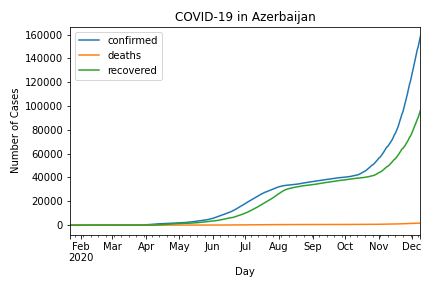 COVID-19 in Azerbaijan
confirmed
deaths
recovered
160000
140000
120000
100000
80000
60000
40000
20000
0
Number of Cases
Feb Mar Apr May Jun Jul Aug Sep Oct Nov Dec
2020
Day